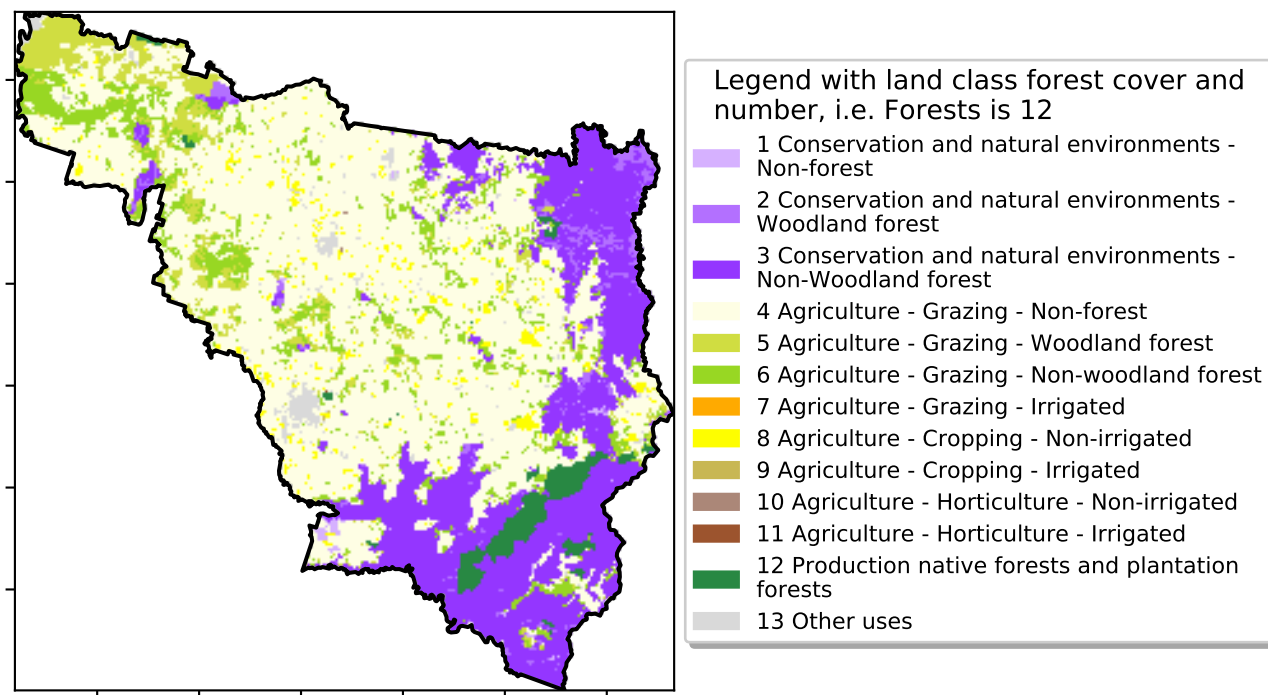 Legend with land class forest cover and
number, i.e. Forests is 12
1 Conservation and natural environments -
Non-forest
2 Conservation and natural environments -
Woodland forest
3 Conservation and natural environments -
Non-Woodland forest
4 Agriculture - Grazing - Non-forest
5 Agriculture - Grazing - Woodland forest
6 Agriculture - Grazing - Non-woodland forest
7 Agriculture - Grazing - Irrigated
8 Agriculture - Cropping - Non-irrigated
9 Agriculture - Cropping - Irrigated
10 Agriculture - Horticulture - Non-irrigated
11 Agriculture - Horticulture - Irrigated
12 Production native forests and plantation
forests
13 Other uses